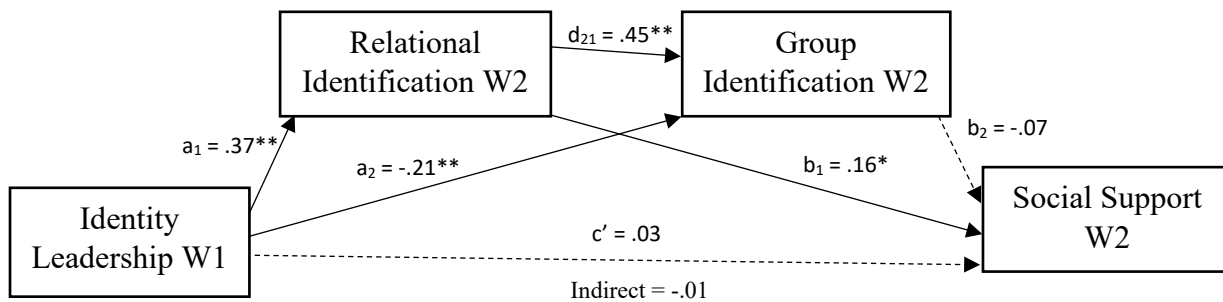 Relational
Identification W2
d21 = .45**
Group
Identification W2
a1 = .37**
a2 = -.21**
b1 = .16*
b2 = -.07
Identity
Leadership W1
c’ = .03
Social Support
W2
Indirect = -.01